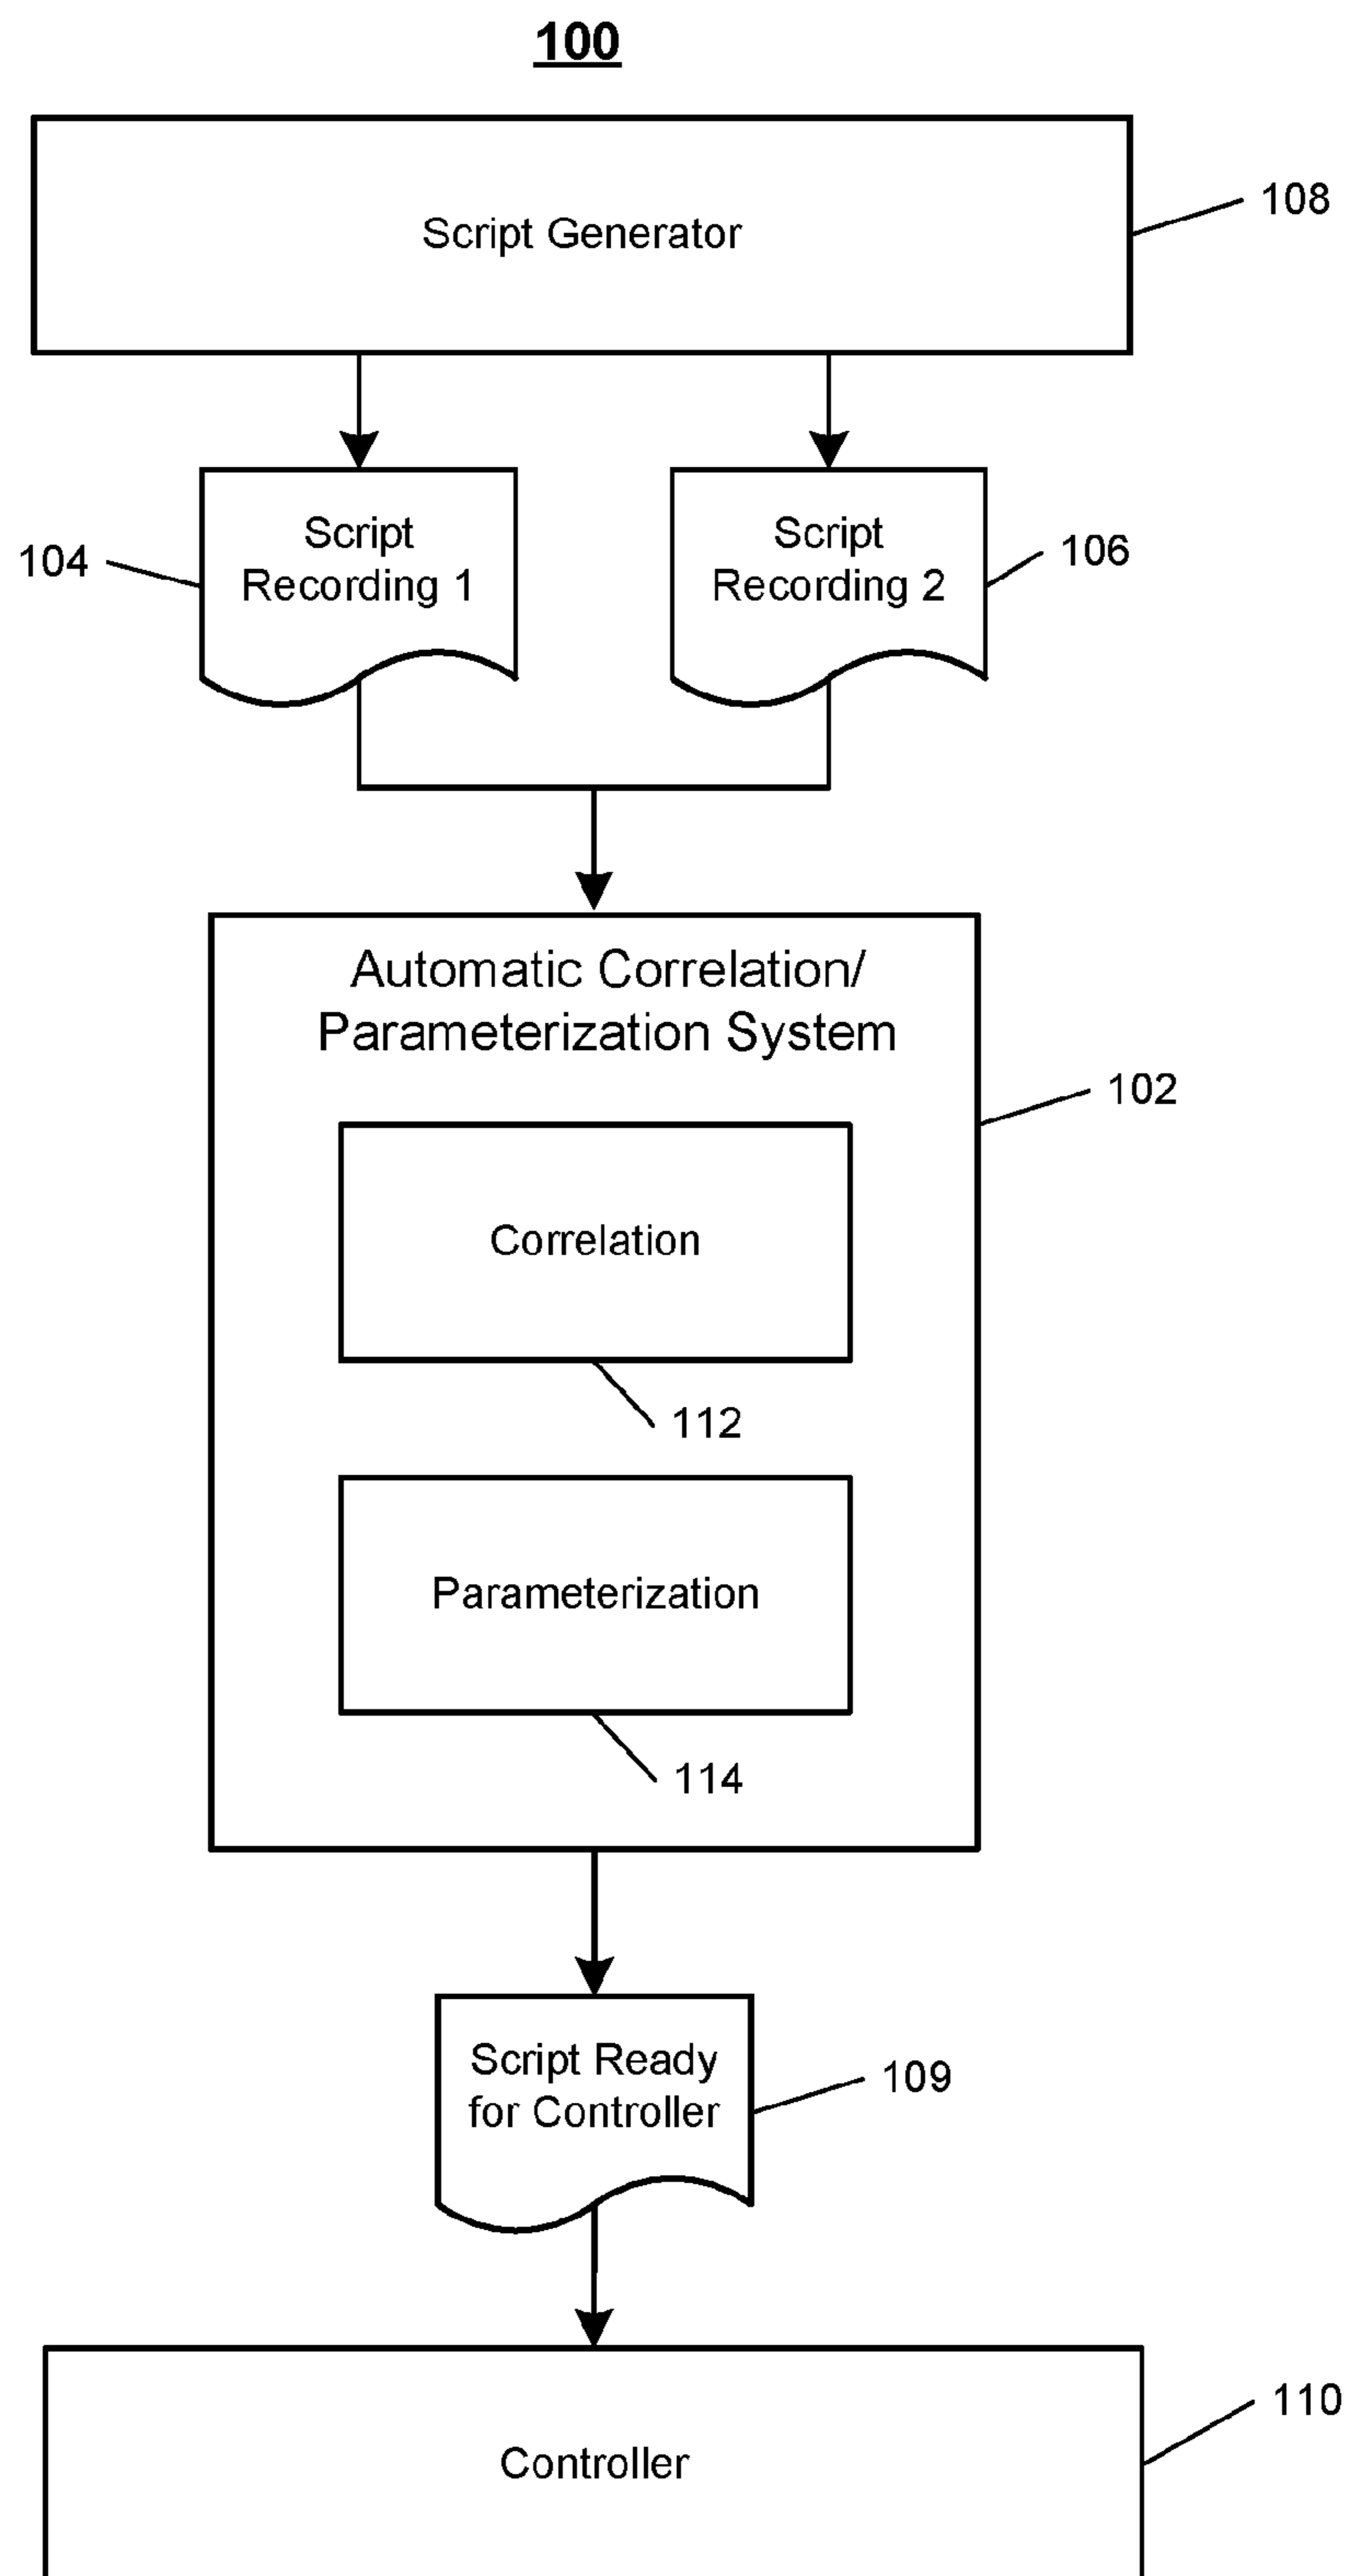 100
Script Generator
108
Script
Recording 1
104
Script
Recording 2
106
Automatic Correlation/
Parameterization System
102
Correlation
112
Parameterization
114
Script Ready
for Controller
109
Controller
110